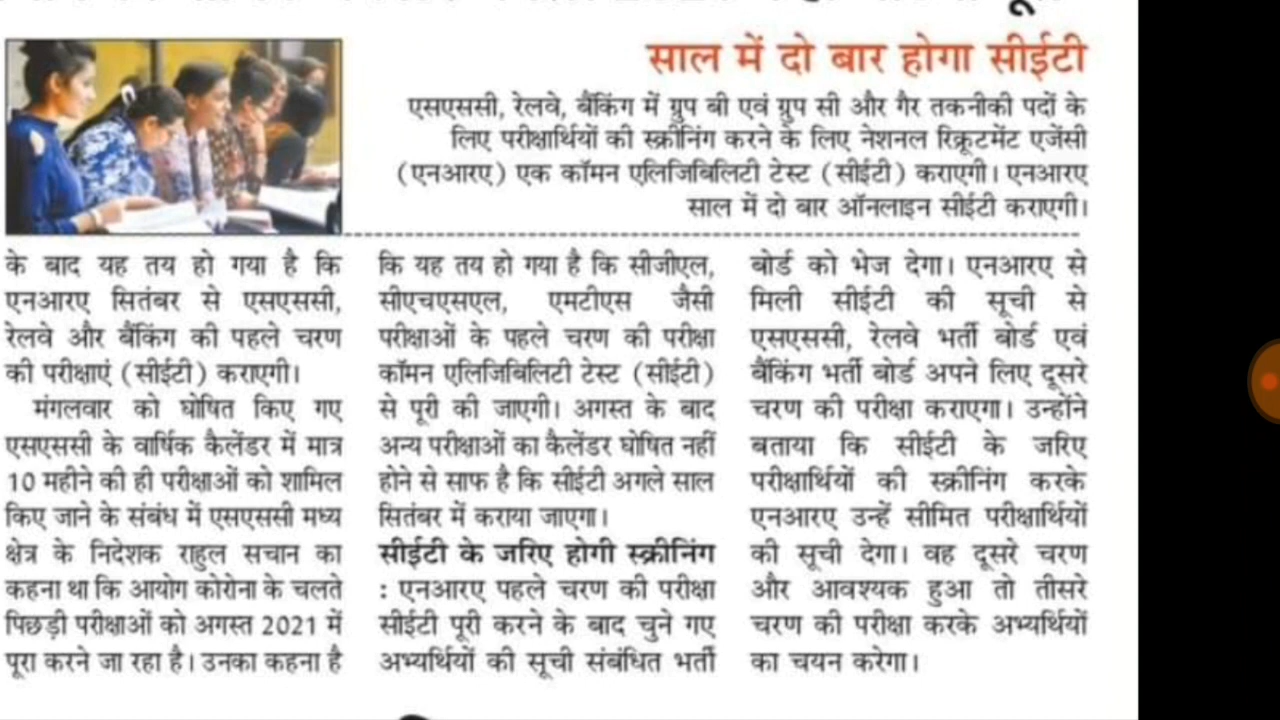 साल में दो बार होगा सीईटी
एसएससी, रेलवे, बैंकिंग में ग्रुप बी एवं ग्रुप सी और गैर तकनीकी पदों के
लिए परीक्षार्थियों की स्क्रीनिंग करने के लिए नेशनल रिक्रूटमेंट एजेंसी
(एनआरए) एक कॉमन एलिजिबिलिटी टेस्ट (सीईटी) कराएगी। एनआरए
साल में दो बार ऑनलाइन सीईटी कराएगी।
के बाद यह तय हो गया है कि
एनआरए सितंबर से एसएससी,
रेलवे और बैंकिंग की पहले चरण
की परीक्षाएं (सीईटी) कराएगी।
मंगलवार को घोषित किए गए
एसएससी के वार्षिक कैलेंडर में मात्र
10 महीने की ही परीक्षाओं को शामिल
किए जाने के संबंध में एसएससी मध्य
क्षेत्र के निदेशक राहुल सचान का
कहना था कि आयोग कोरोना के चलते
पिछड़ी परीक्षाओं को अगस्त 2021 में
पूरा करने जा रहा है। उनका कहना है
कि यह तय हो गया है कि सीजीएल,
सीएचएसएल, एमटीएस जैसी
परीक्षाओं के पहले चरण की परीक्षा
कॉमन एलिजिबिलिटी टेस्ट (सीईटी)
से पूरी की जाएगी। अगस्त के बाद
अन्य परीक्षाओं का कैलेंडर घोषित नहीं
होने से साफ है कि सीईटी अगले साल
सितंबर में कराया जाएगा।
सीईटी के जरिए होगी स्क्रीनिंग
: एनआरए पहले चरण की परीक्षा
सीईटी पूरी करने के बाद चुने गए
अभ्यर्थियों की सूची संबंधित भर्ती
बोर्ड को भेज देगा। एनआरए से
मिली सीईटी की सूची से
एसएससी, रेलवे भर्ती बोर्ड एवं
बैंकिंग भर्ती बोर्ड अपने लिए दूसरे
चरण की परीक्षा कराएगा। उन्होंने
बताया कि सीईटी के जरिए
परीक्षार्थियों की स्क्रीनिंग करके
एनआरए उन्हें सीमित परीक्षार्थियों
की सूची देगा। वह दूसरे चरण
और आवश्यक हुआ तो तीसरे
चरण की परीक्षा करके अभ्यर्थियों
का चयन करेगा।